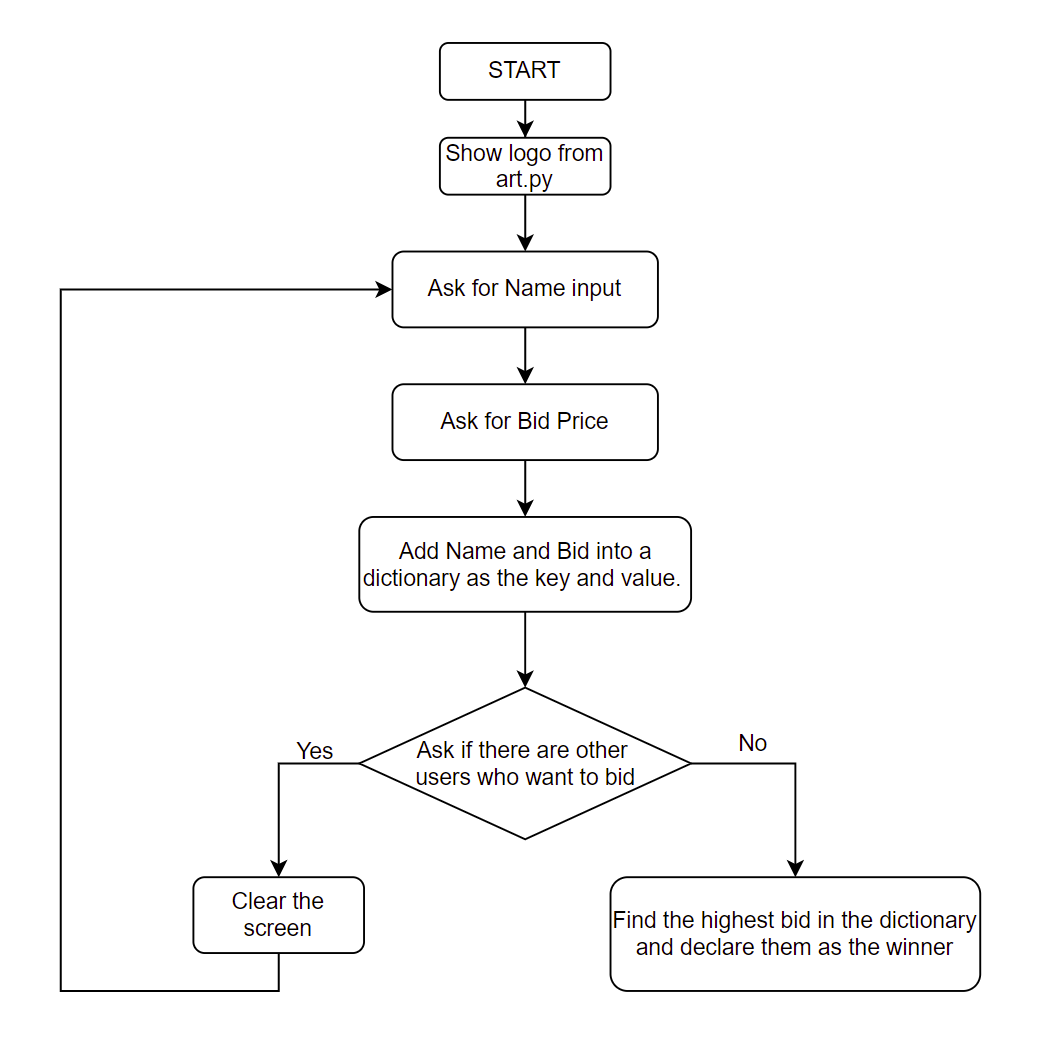 START
Show logo from
art.py
Ask for Name input
Ask for Bid Price
Add Name and Bid into a
dictionary as the key and value.
Ask if there are other
users who want to bid
Yes
No
Clear the
screen
Find the highest bid in the dictionary
and declare them as the winner